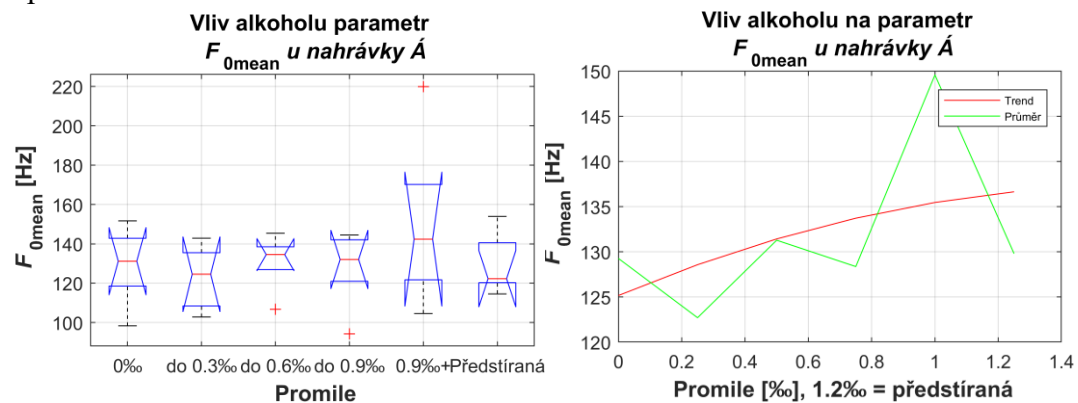 Vliv alkoholu parametr
F0mean u nahrávky Á
F0mean [Hz]
220
200
180
160
140
120
100
0‰ do 0.3‰ do 0.6‰ do 0.9‰ 0.9‰+Předstíraná
Promile
Vliv alkoholu na parametr
F0mean u nahrávky Á
F0mean [Hz]
150
145
140
135
130
125
120
Trend
Průměr
0 0.2 0.4 0.6 0.8 1 1.2 1.4
Promile [‰], 1.2‰ = předstíraná